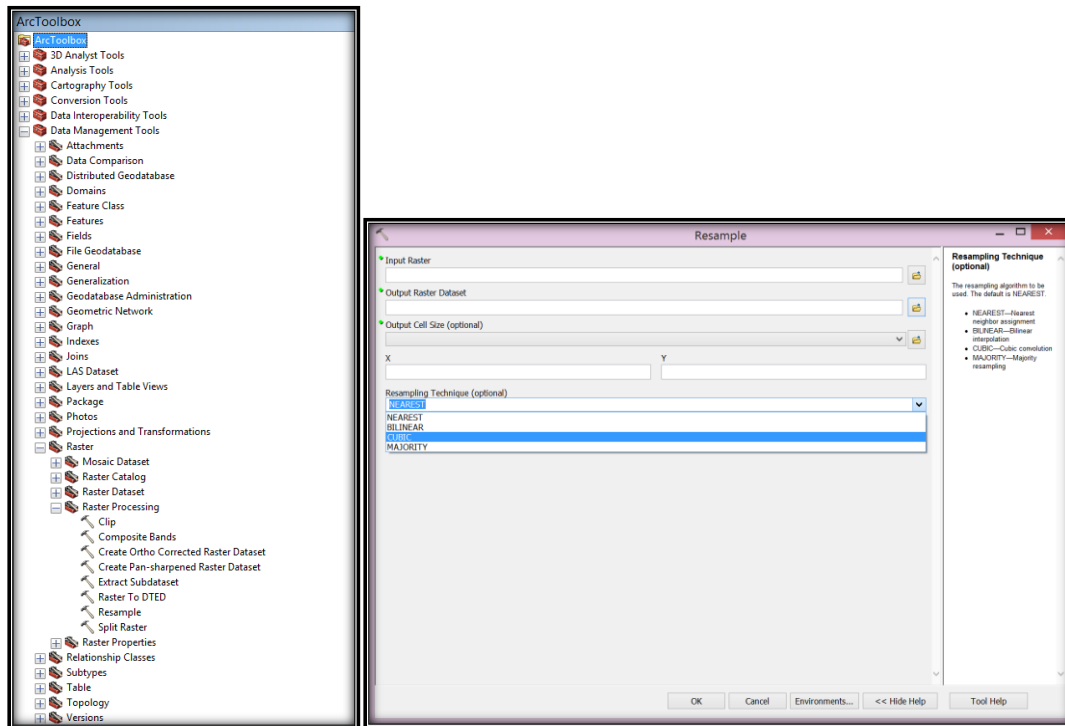 ArcToolbox
ArcToolbox
3D Analyst Tools
Analysis Tools
Cartography Tools
Conversion Tools
Data Interoperability Tools
Data Management Tools
Attachments
Data Comparison
Distributed Geodatabase
Domains
Feature Class
Features
Fields
File Geodatabase
General
Generalization
Geodatabase Administration
Geometric Network
Graph
Indexes
Joins
LAS Dataset
Layers and Table Views
Package
Photos
Projections and Transformations
Raster
Mosaic Dataset
Raster Catalog
Raster Dataset
Raster Processing
Clip
Composite Bands
Create Ortho Corrected Raster Dataset
Create Pan-sharpened Raster Dataset
Extract Subdataset
Raster To DTED
Resample
Split Raster
Raster Properties
Relationship Classes
Subtypes
Table
Topology
Versions
Resample
Input Raster
Output Raster Dataset
Output Cell Size (optional)
X Y
Resampling Technique (optional)
NEAREST
NEAREST
BILINEAR
CUBIC
MAJORITY
OK Cancel Environments... << Hide Help Tool Help
Resampling Technique
(optional)
The resampling algorithm to be
used. The default is NEAREST.
• NEAREST—Nearest
neighbor assignment
• BILINEAR—Bilinear
interpolation
• CUBIC—Cubic convolution
• MAJORITY—Majority
resampling